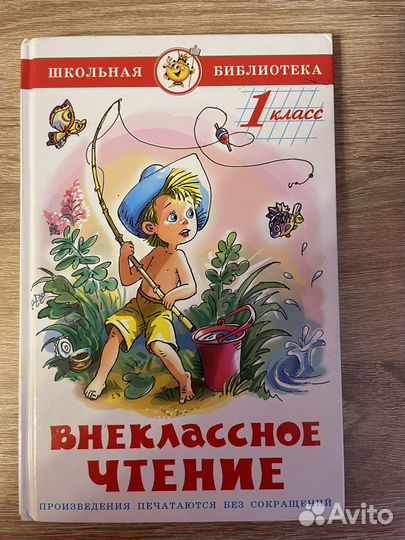 ШКОЛЬНАЯ БИБЛИОТЕКА
1 класс
ВНЕКЛАССНОЕ
ЧТЕНИЕ
ПРОИЗВЕДЕНИЯ ПЕЧАТАЮТСЯ БЕЗ СОКРАЩЕНИЙ
Avito